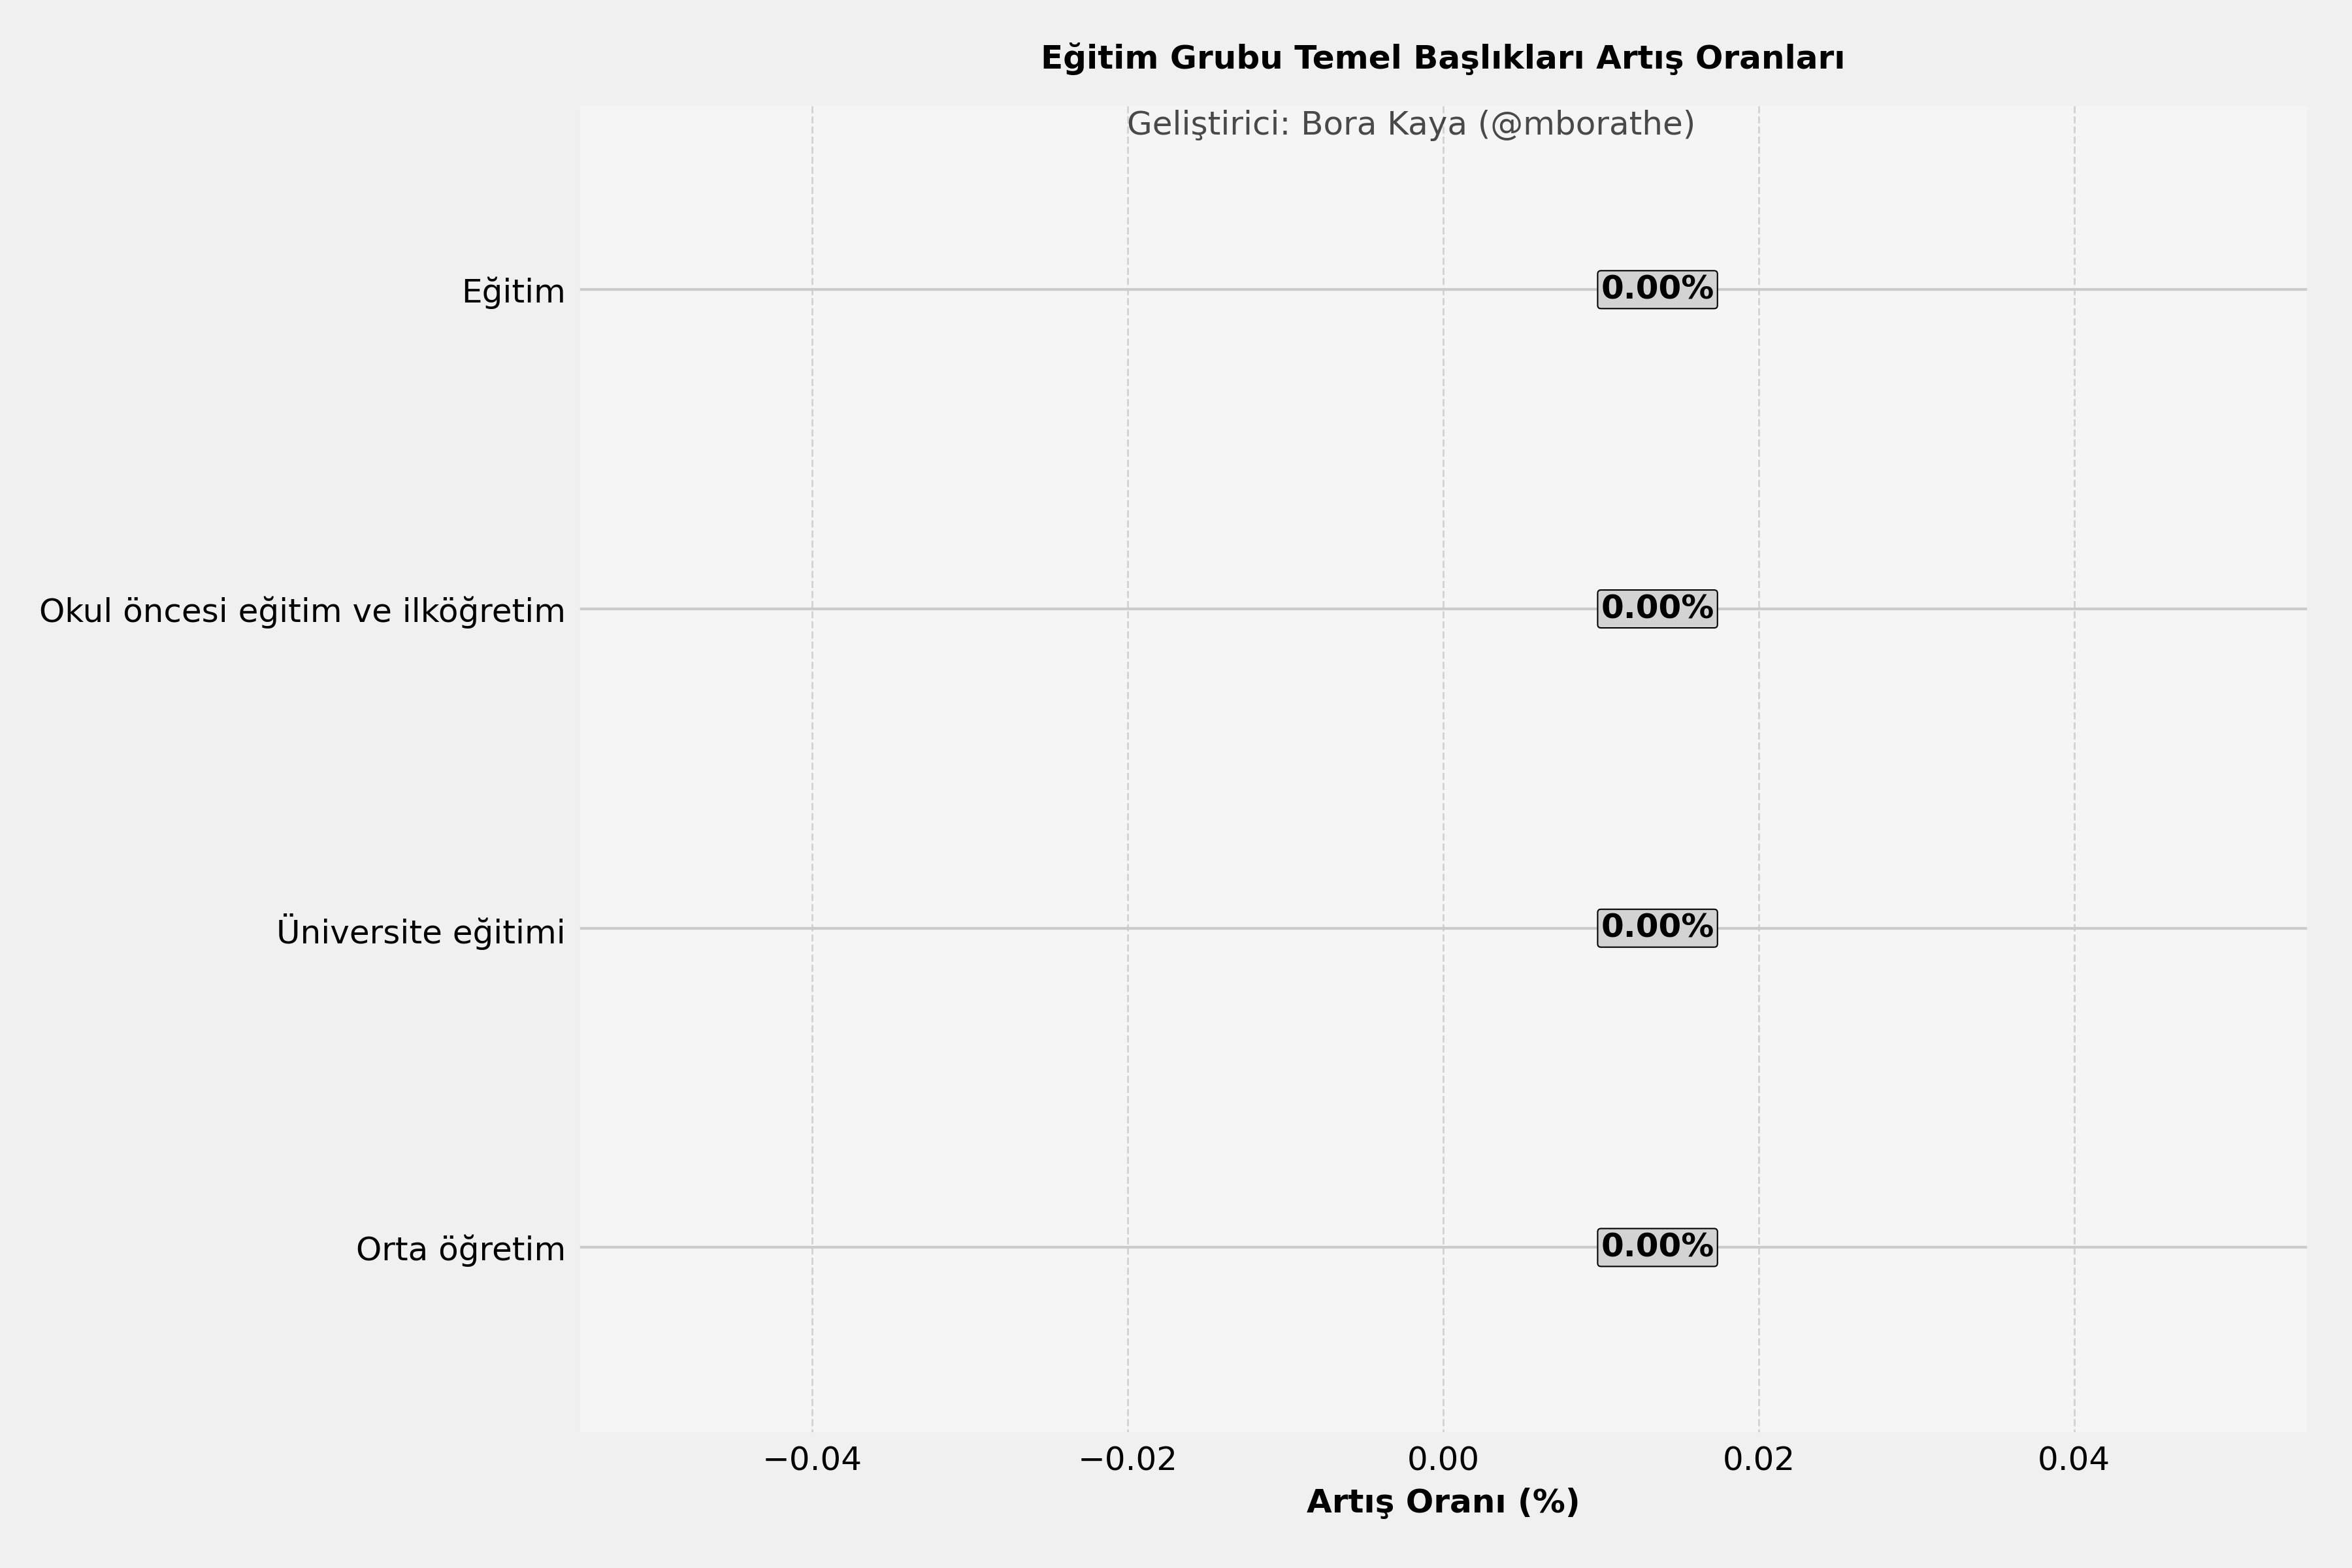 Eğitim Grubu Temel Başlıkları Artış Oranları
Geliştirici: Bora Kaya (@mborathe)
Eğitim
0.00%
Okul öncesi eğitim ve ilköğretim
0.00%
Üniversite eğitimi
0.00%
Orta öğretim
0.00%
−0.04
−0.02
0.00
0.02
0.04
Artış Oranı (%)